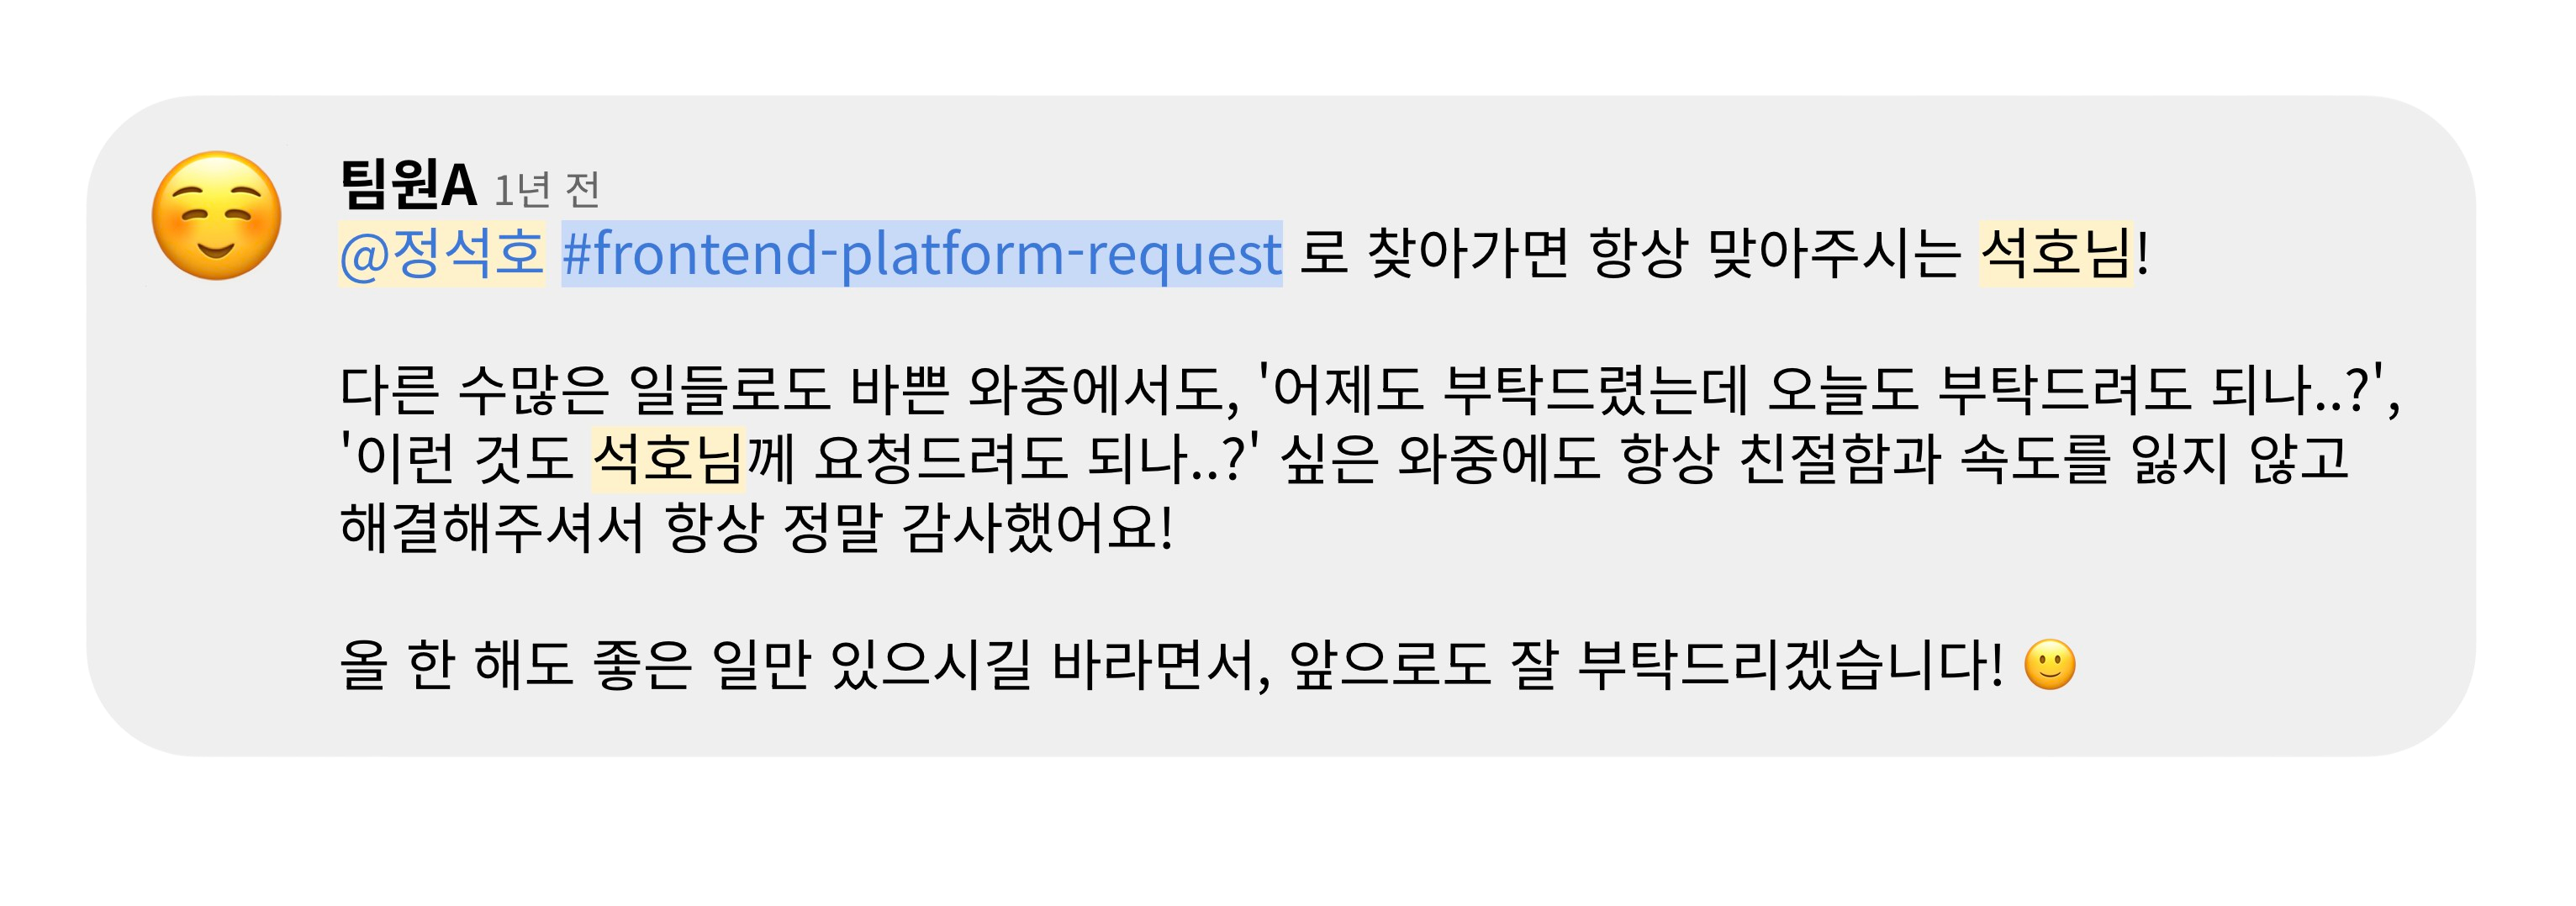 팀원A 1년 전
@정석호 #frontend-platform-request 로 찾아가면 항상 맞아주시는 석호님!
다른 수많은 일들로도 바쁜 와중에서도, '어제도 부탁드렸는데 오늘도 부탁드려도 되나..?',
'이런 것도 석호님께 요청드려도 되나..?' 싶은 와중에도 항상 친절함과 속도를 잃지 않고
해결해주셔서 항상 정말 감사했어요!
올 한 해도 좋은 일만 있으시길 바라면서, 앞으로도 잘 부탁드리겠습니다! 🙂